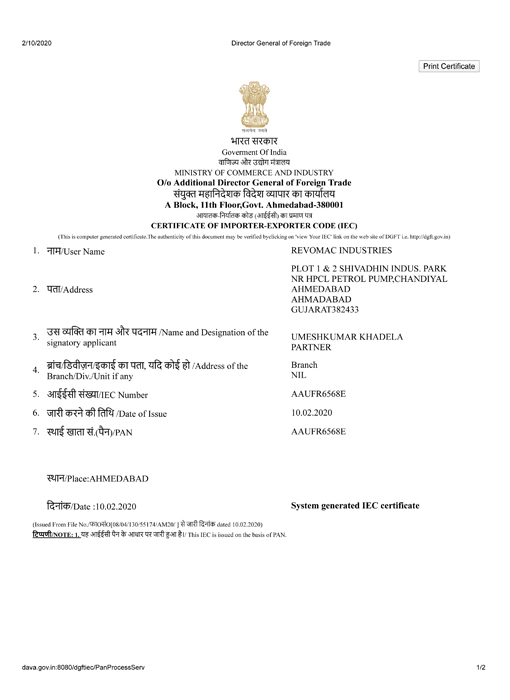 2/10/2020 Director General of Foreign Trade
Print Certificate
सत्यमेव जयते
भारत सरकार
Goverment Of India
वाणिज्य और उद्योग मंत्रालय
MINISTRY OF COMMERCE AND INDUSTRY
O/o Additional Director General of Foreign Trade
संयुक्त महानिदेशक विदेश व्यापार का कार्यालय
A Block, 11th Floor,Govt. Ahmedabad-380001
आयातक-निर्यातक कोड (आईईसी) का प्रमाण पत्र
CERTIFICATE OF IMPORTER-EXPORTER CODE (IEC)
(This is computer generated certificate.The authenticity of this document may be verified byclicking on 'view Your IEC' link on the web site of DGFT i.e. http://dgft.gov.in)
1. नाम/User Name REVOMAC INDUSTRIES
2. पता/Address PLOT 1 & 2 SHIVADHIN INDUS. PARK
NR HPCL PETROL PUMP,CHANDIYAL
AHMEDABAD
AHMADABAD
GUJARAT382433
3. उस व्यक्ति का नाम और पदनाम /Name and Designation of the
signatory applicant
UMESHKUMAR KHADELA
PARTNER
4. ब्रांच/डिवीज़न/इकाई का पता, यदि कोई हो /Address of the
Branch/Div./Unit if any
Branch
NIL
5. आईईसी संख्या/IEC Number AAUFR6568E
6. जारी करने की तिथि /Date of Issue 10.02.2020
7. स्थाई खाता सं.(पैन)/PAN AAUFR6568E
स्थान/Place:AHMEDABAD
दिनांक/Date :10.02.2020 System generated IEC certificate
(Issued From File No./फा०सं०[08/04/130/55174/AM20/ ] से जारी दिनांक dated 10.02.2020)
टिप्पणी/NOTE: 1. यह आईईसी पैन के आधार पर जारी हुआ है।/ This IEC is issued on the basis of PAN.
dava.gov.in:8080/dgftiec/PanProcessServ 1/2